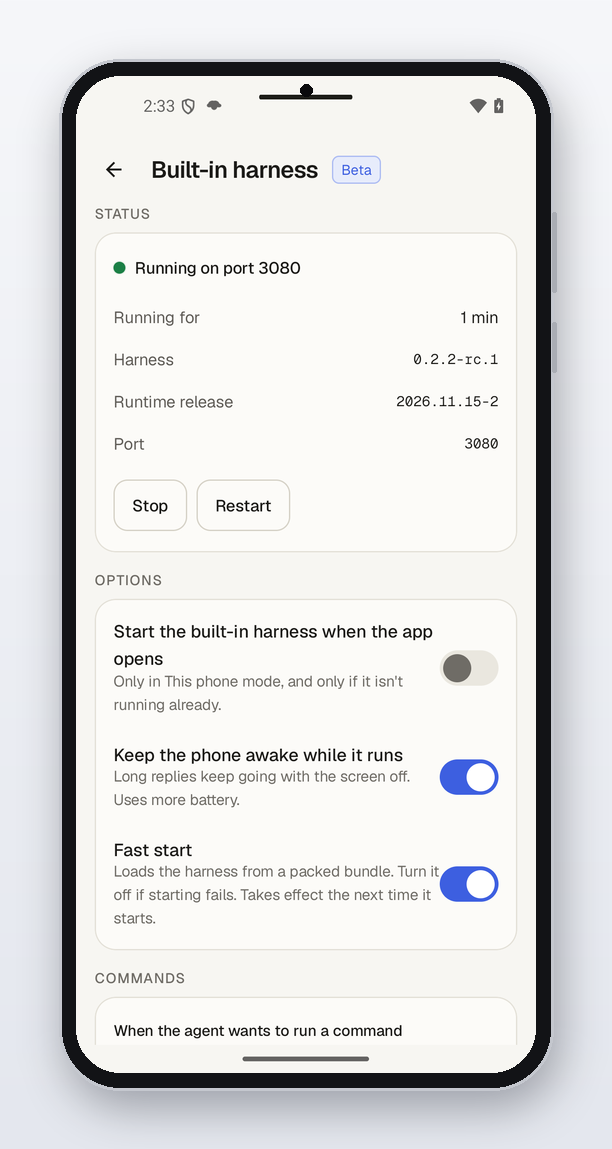 2:33
Built-in harness
Beta
STATUS
Running on port 3080
Running for
1 min
Harness
0.2.2-rc.1
Runtime release
2026.11.15-2
Port
3080
Stop
Restart
OPTIONS
Start the built-in harness when the app
opens
Only in This phone mode, and only if it isn't
running already.
Keep the phone awake while it runs
Long replies keep going with the screen off.
Uses more battery.
Fast start
Loads the harness from a packed bundle. Turn it
off if starting fails. Takes effect the next time it
starts.
COMMANDS
When the agent wants to run a command